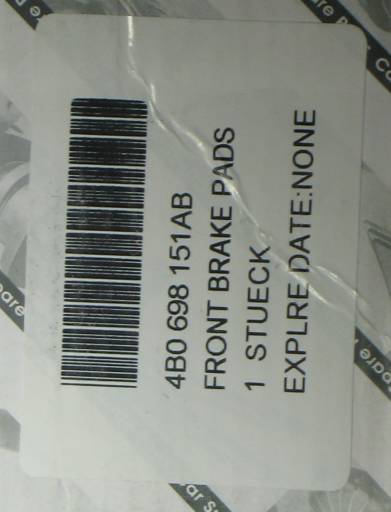 4B0 698 151AB
FRONT BRAKE PADS
1 STUECK
EXPLRE DATE:NONE